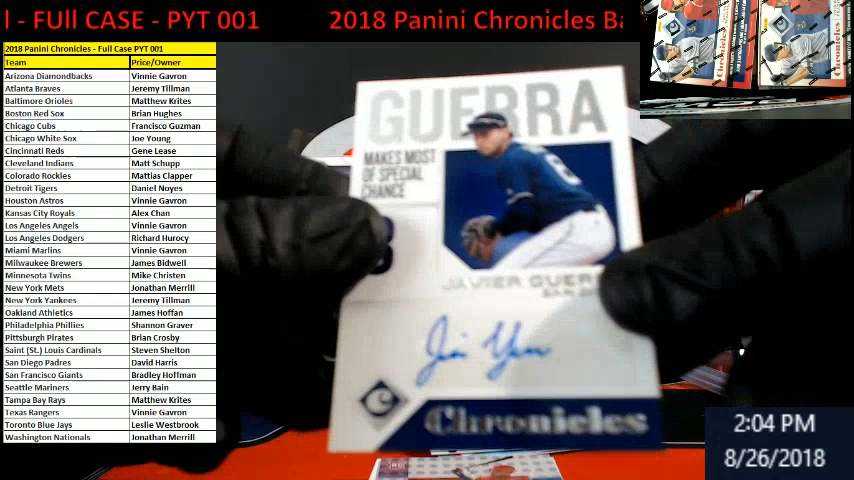 l - FUll CASE - PYT 001 2018 Panini Chronicles Ba
2018 Panini Chronicles - Full Case PYT 001
Team Price/Owner
Arizona Diamondbacks Vinnie Gavron
Atlanta Braves Jeremy Tillman
Baltimore Orioles Matthew Krites
Boston Red Sox Brian Hughes
Chicago Cubs Francisco Guzman
Chicago White Sox Joe Young
Cincinnati Reds Gene Lease
Cleveland Indians Matt Schupp
Colorado Rockies Mattias Clapper
Detroit Tigers Daniel Noyes
Houston Astros Vinnie Gavron
Kansas City Royals Alex Chan
Los Angeles Angels Vinnie Gavron
Los Angeles Dodgers Richard Hurocy
Miami Marlins Vinnie Gavron
Milwaukee Brewers James Bidwell
Minnesota Twins Mike Christen
New York Mets Jonathan Merrill
New York Yankees Jeremy Tillman
Oakland Athletics James Hoffan
Philadelphia Phillies Shannon Graver
Pittsburgh Pirates Brian Crosby
Saint (St.) Louis Cardinals Steven Shelton
San Diego Padres David Harris
San Francisco Giants Bradley Hoffman
Seattle Mariners Jerry Bain
Tampa Bay Rays Matthew Krites
Texas Rangers Vinnie Gavron
Toronto Blue Jays Leslie Westbrook
Washington Nationals Jonathan Merrill
GUERRA
MAKES MOST
OF SPECIAL
CHANCE
JAVIER GUER
SAN
C
Chronicles
Chronicles
Chronicles
2:04 PM
8/26/2018